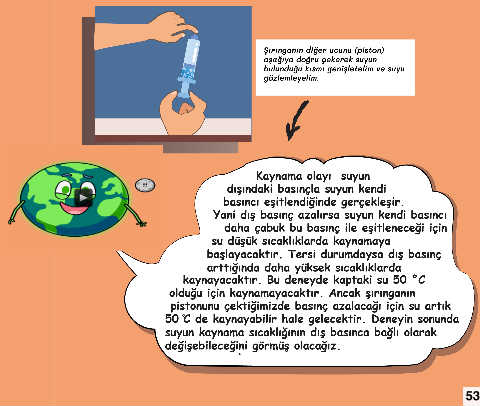 Şırınganın diğer ucunu (piston)
aşağıya doğru çekerek suyun
bulunduğu kısmı genişletelim ve suyu
gözlemleyelim.
Kaynama olayı suyun
dışındaki basınçla suyun kendi
basıncı eşitlendiğinde gerçekleşir.
Yani dış basınç azalırsa suyun kendi basıncı
daha çabuk bu basınç ile eşitleneceği için
su düşük sıcaklıklarda kaynamaya
başlayacaktır. Tersi durumdaysa dış basınç
arttığında daha yüksek sıcaklıklarda
kaynayacaktır. Bu deneyde kaptaki su 50 °C
olduğu için kaynamayacaktır. Ancak şırınganın
pistonunu çektiğimizde basınç azalacağı için su artık
50 °C de kaynayabilir hale gelecektir. Deneyin sonunda
suyun kaynama sıcaklığının dış basınca bağlı olarak
değişebileceğini görmüş olacağız.
53